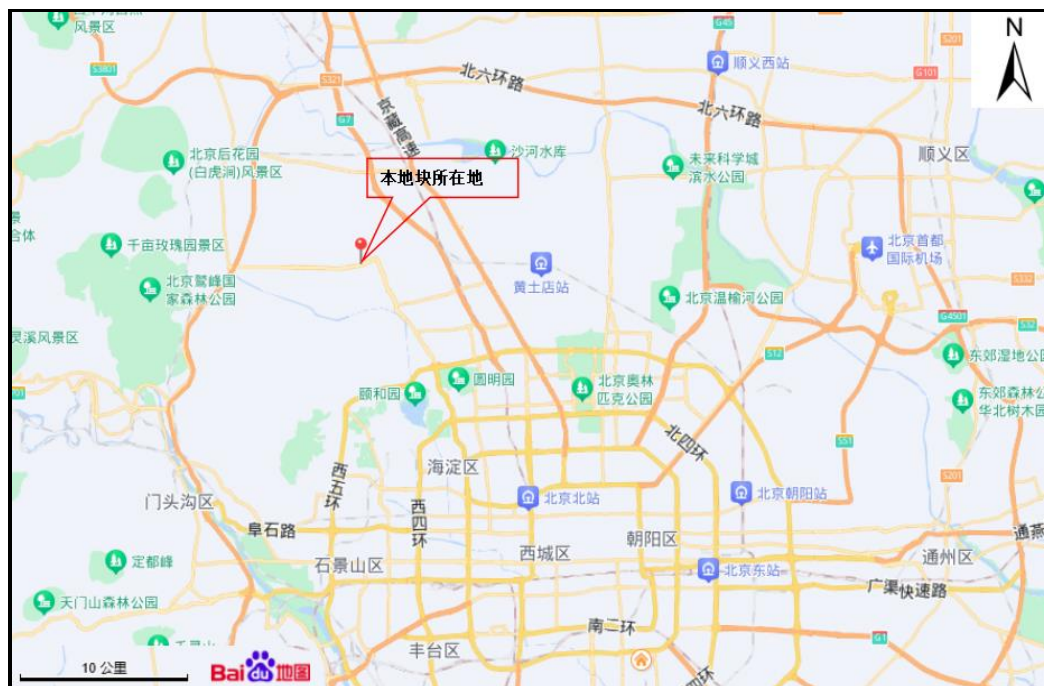 风景区
G45
N
S201
S3801
S321
顺义西站
G101
北六环路
G7
京藏高速
北六环路
北京后花园
(白虎涧)风景区
沙河水库
未来科学城
滨水公园
顺义区
本地块所在地
景
合体
千亩玫瑰园景区
北京首都
国际机场
黄土店站
北京鹫峰国
家森林公园
北京温榆河公园
S332
灵溪风景区
G4501
S32
S12
东郊湿地公园
颐和园
圆明园
北京奥林
匹克公园
东郊森林公
华北树木园
北四环
S51
海淀区
西五环
西四环
S201
门头沟区
北京北站
北京朝阳站
阜石路
朝阳区
通燕
定都峰
石景山区
西城区
北京东站
通州区
广渠快速路
天门山森林公园
南二环
G1
丰台区
四环
10 公里
Bai du 地图